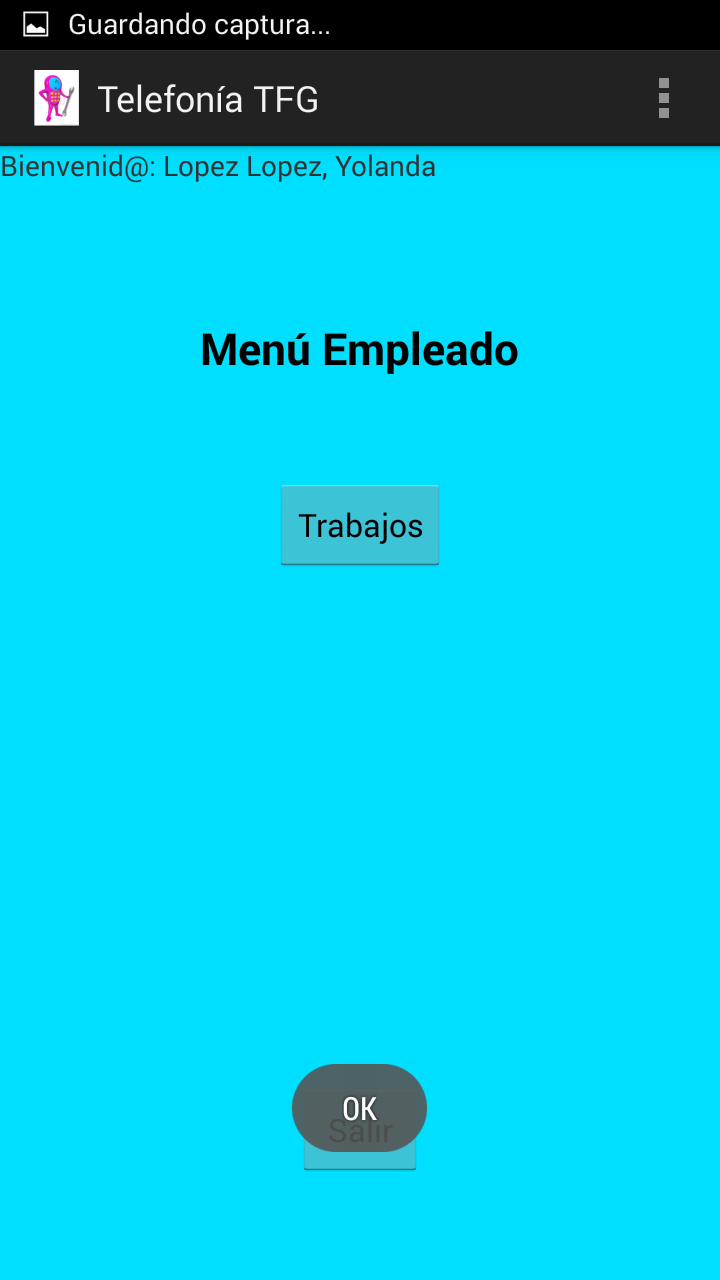 Guardando captura...
Telefonía TFG
Bienvenid@: Lopez Lopez, Yolanda
Menú Empleado
Trabajos
OK
Salir